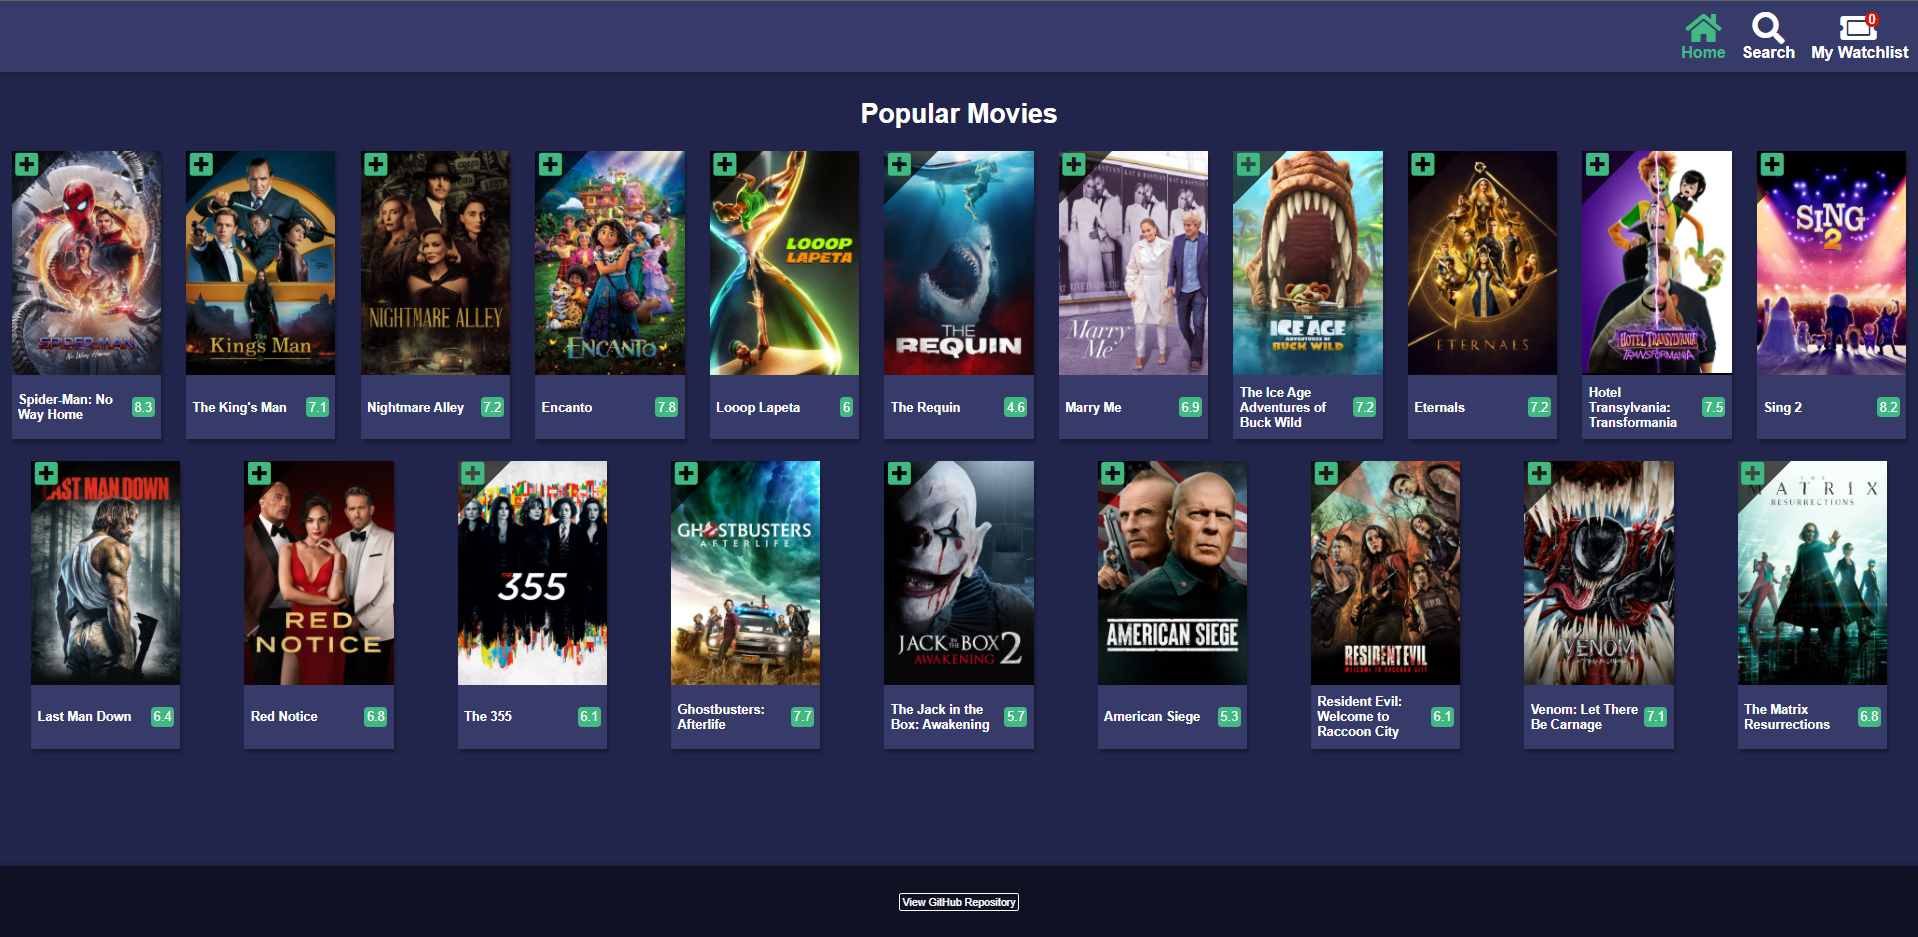 0
Home
Search
My Watchlist
Popular Movies
SPIDER-MAN
No Way Home
The
King's Man
NIGHTMARE ALLEY
ENCANTO
LOOOP
LAPETA
THE
REQUIN
KAT & BASTIAN
Marry
Me
THE
ICE AGE
ADVENTURES OF
BUCK WILD
ETERNALS
HOTEL TRANSYLVANIA
TRANSFORMANIA
SING
2
Spider-Man: No
Way Home
8.3
The King's Man
7.1
Nightmare Alley
7.2
Encanto
7.8
Looop Lapeta
6
The Requin
4.6
Marry Me
6.9
The Ice Age
Adventures of
Buck Wild
7.2
Eternals
7.2
Hotel
Transylvania:
Transformania
7.5
Sing 2
8.2
LAST MAN DOWN
RED
NOTICE
355
GHOSTBUSTERS
AFTERLIFE
JACK IN THE BOX 2
AWAKENING
AMERICAN SIEGE
RESIDENT EVIL
WELCOME TO RACCOON CITY
VENOM
THE
MATRIX
RESURRECTIONS
Last Man Down
6.4
Red Notice
6.8
The 355
6.1
Ghostbusters:
Afterlife
7.7
The Jack in the
Box: Awakening
5.7
American Siege
5.3
Resident Evil:
Welcome to
Raccoon City
6.1
Venom: Let There
Be Carnage
7.1
The Matrix
Resurrections
6.8
View GitHub Repository